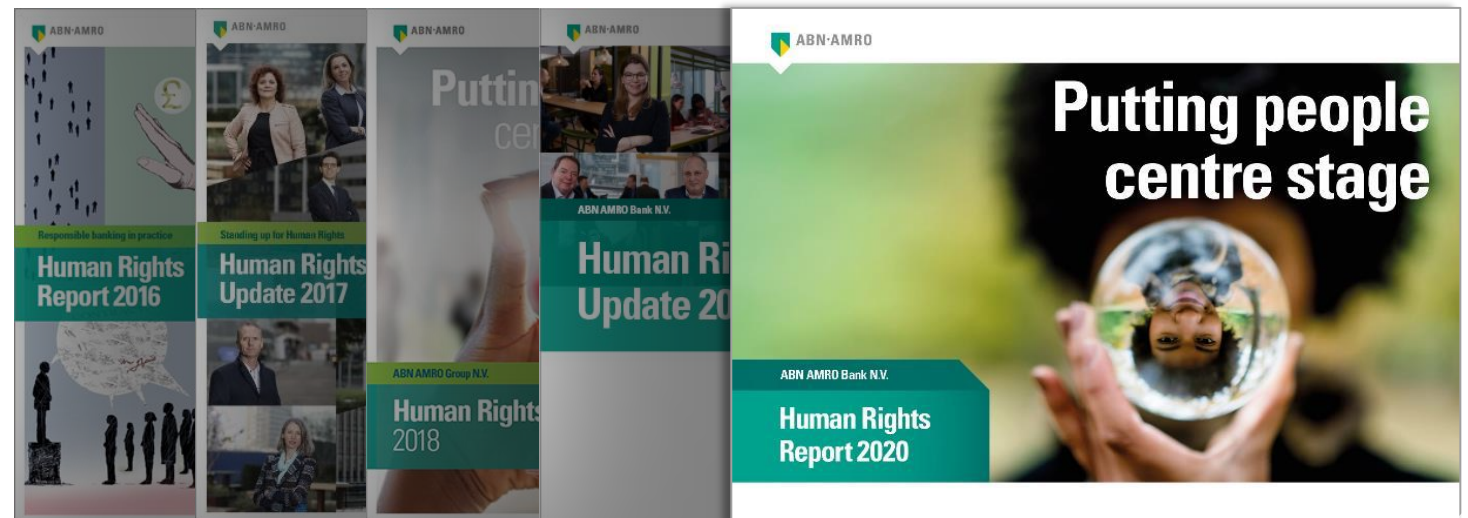 ABN·AMRO
£
Responsible banking in practice
Human Rights
Report 2016
ABN·AMRO
Standing up for Human Rights
Human Rights
Update 2017
ABN·AMRO
ABN AMRO Group N.V.
Human Rights
2018
ABN·AMRO
ABN AMRO Bank N.V.
Human
Update
ABN·AMRO
Putting people
centre stage
ABN AMRO Bank N.V.
Human Rights
Report 2020